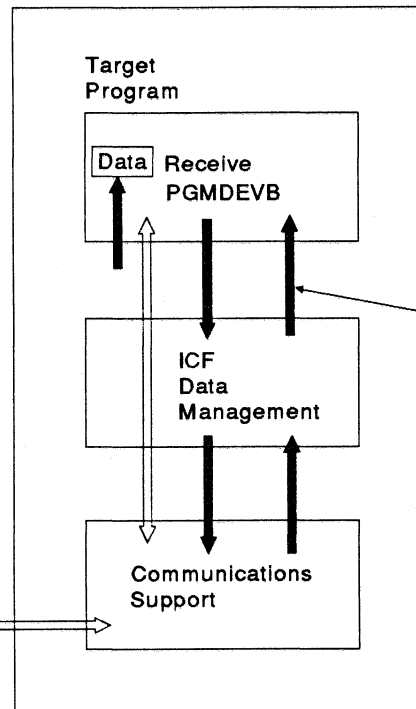 Target
Program
Data
Receive
PGMDEVB
ICF
Data
Management
Communications
Support